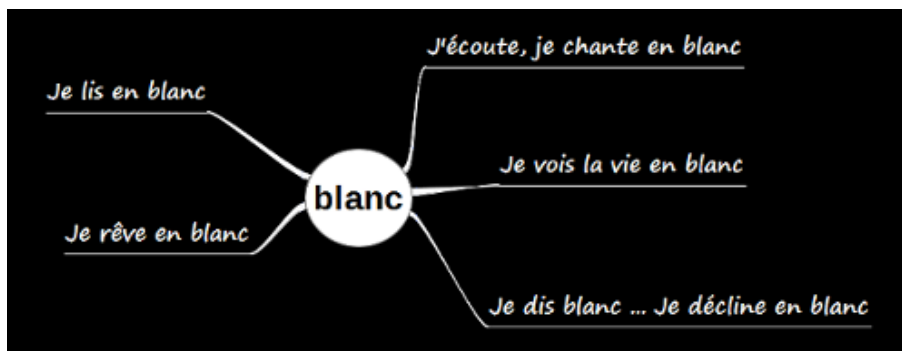 J'écoute, je chante en blanc
Je lis en blanc
Je vois la vie en blanc
blanc
Je rêve en blanc
Je dis blanc ... Je décline en blanc